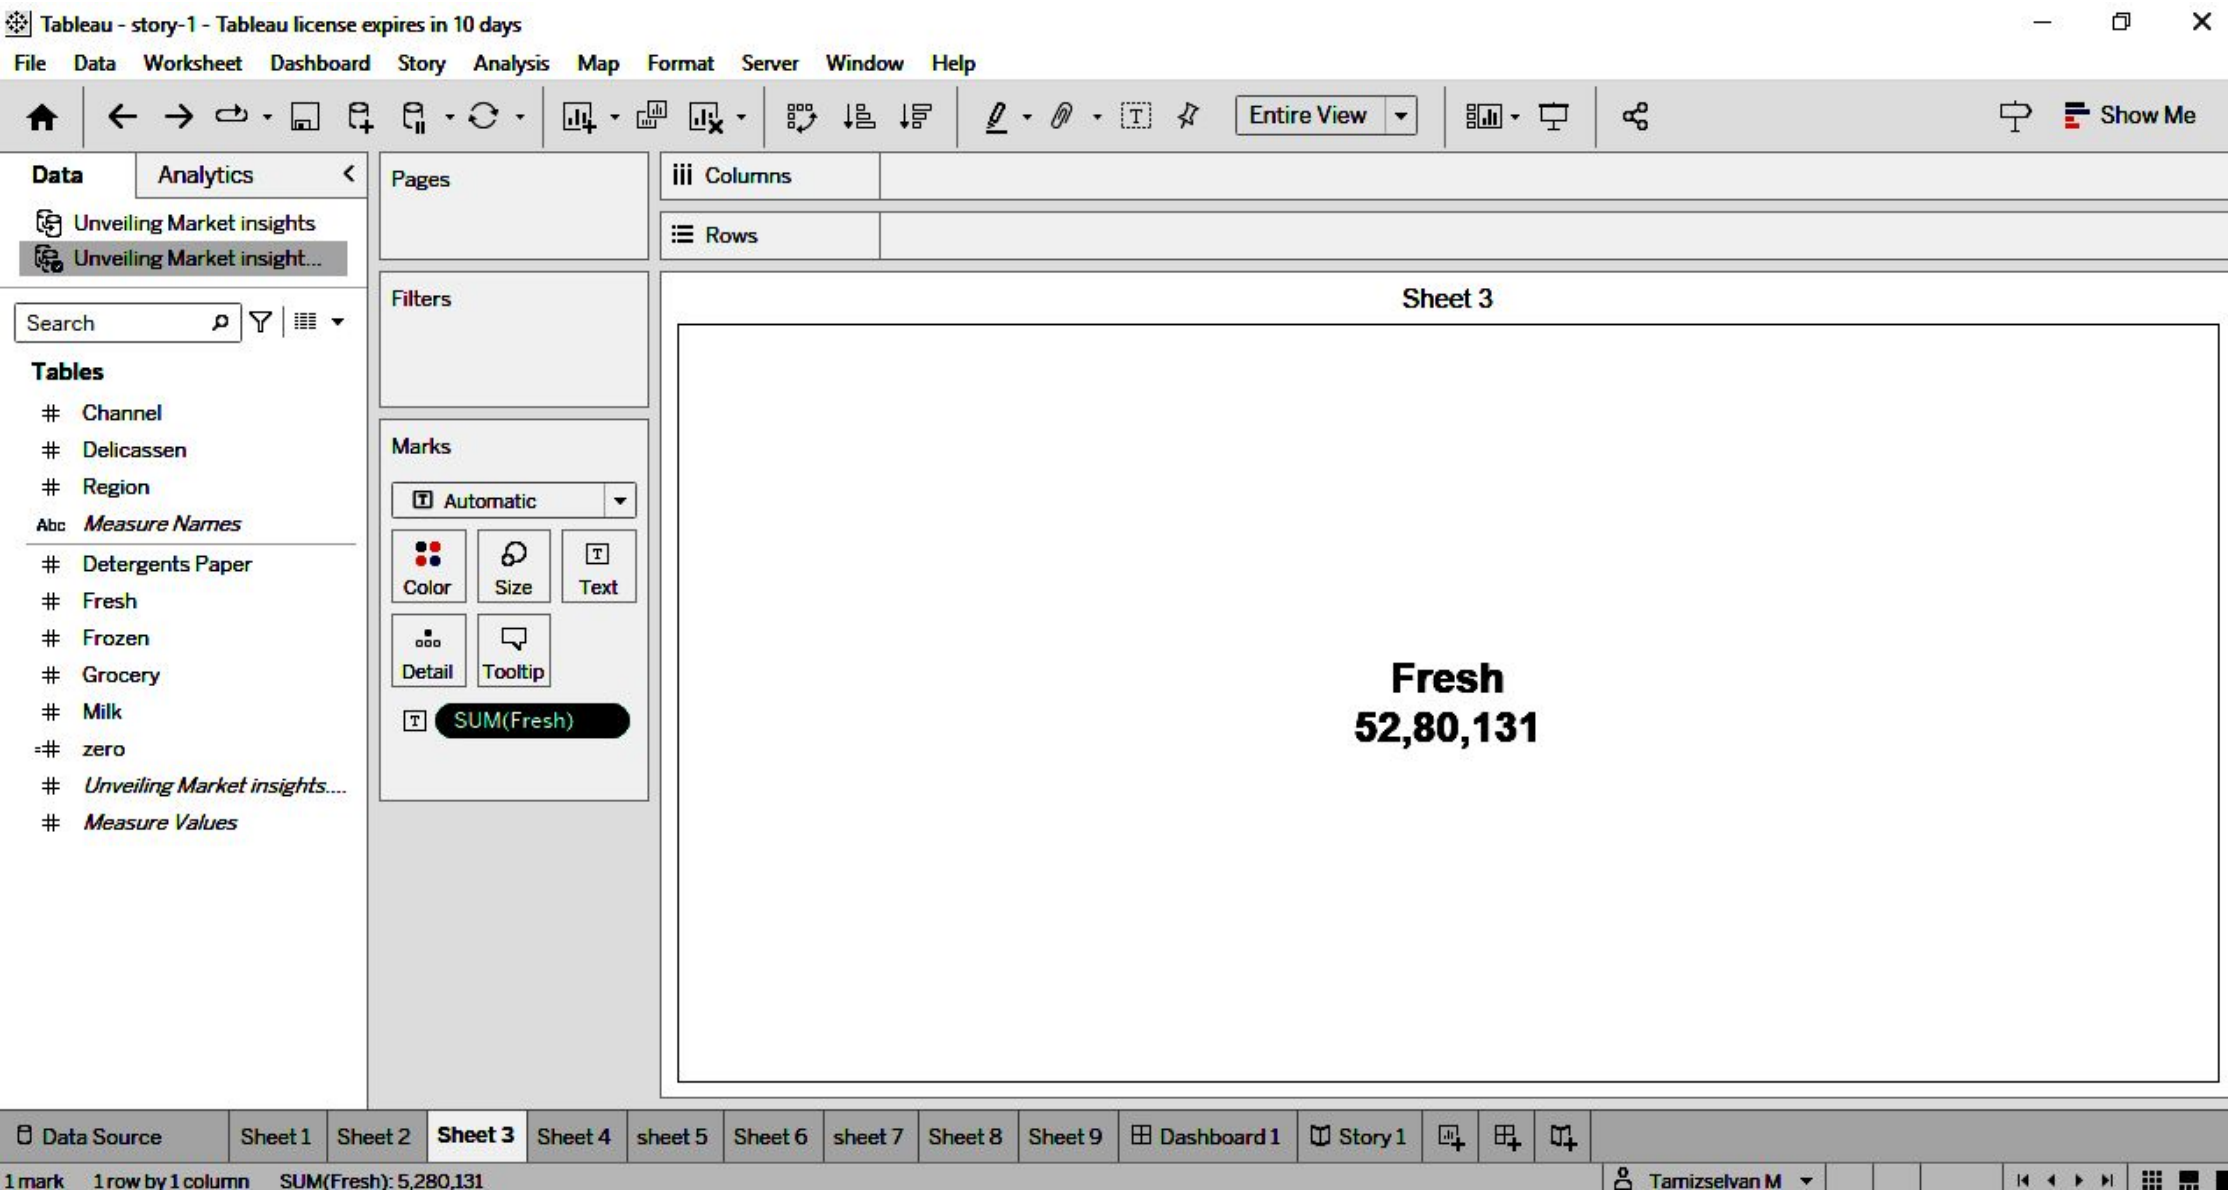 Tableau - story-1 - Tableau license expires in 10 days
File Data Worksheet Dashboard Story Analysis Map Format Server Window Help
Entire View
Show Me
Data Analytics
Unveiling Market insights
Unveiling Market insight...
Search
Tables
# Channel
# Delicassen
# Region
Abc Measure Names
# Detergents Paper
# Fresh
# Frozen
# Grocery
# Milk
=# zero
# Unveiling Market insights....
# Measure Values
Pages
Filters
Marks
T Automatic
Color Size T Text
Detail Tooltip
T SUM(Fresh)
iii Columns
Rows
Sheet 3
Fresh
52,80,131
Data Source Sheet 1 Sheet 2 Sheet 3 Sheet 4 sheet 5 Sheet 6 sheet 7 Sheet 8 Sheet 9 Dashboard 1 Story 1
1 mark 1 row by 1 column SUM(Fresh): 5,280,131 Tamizselvan M